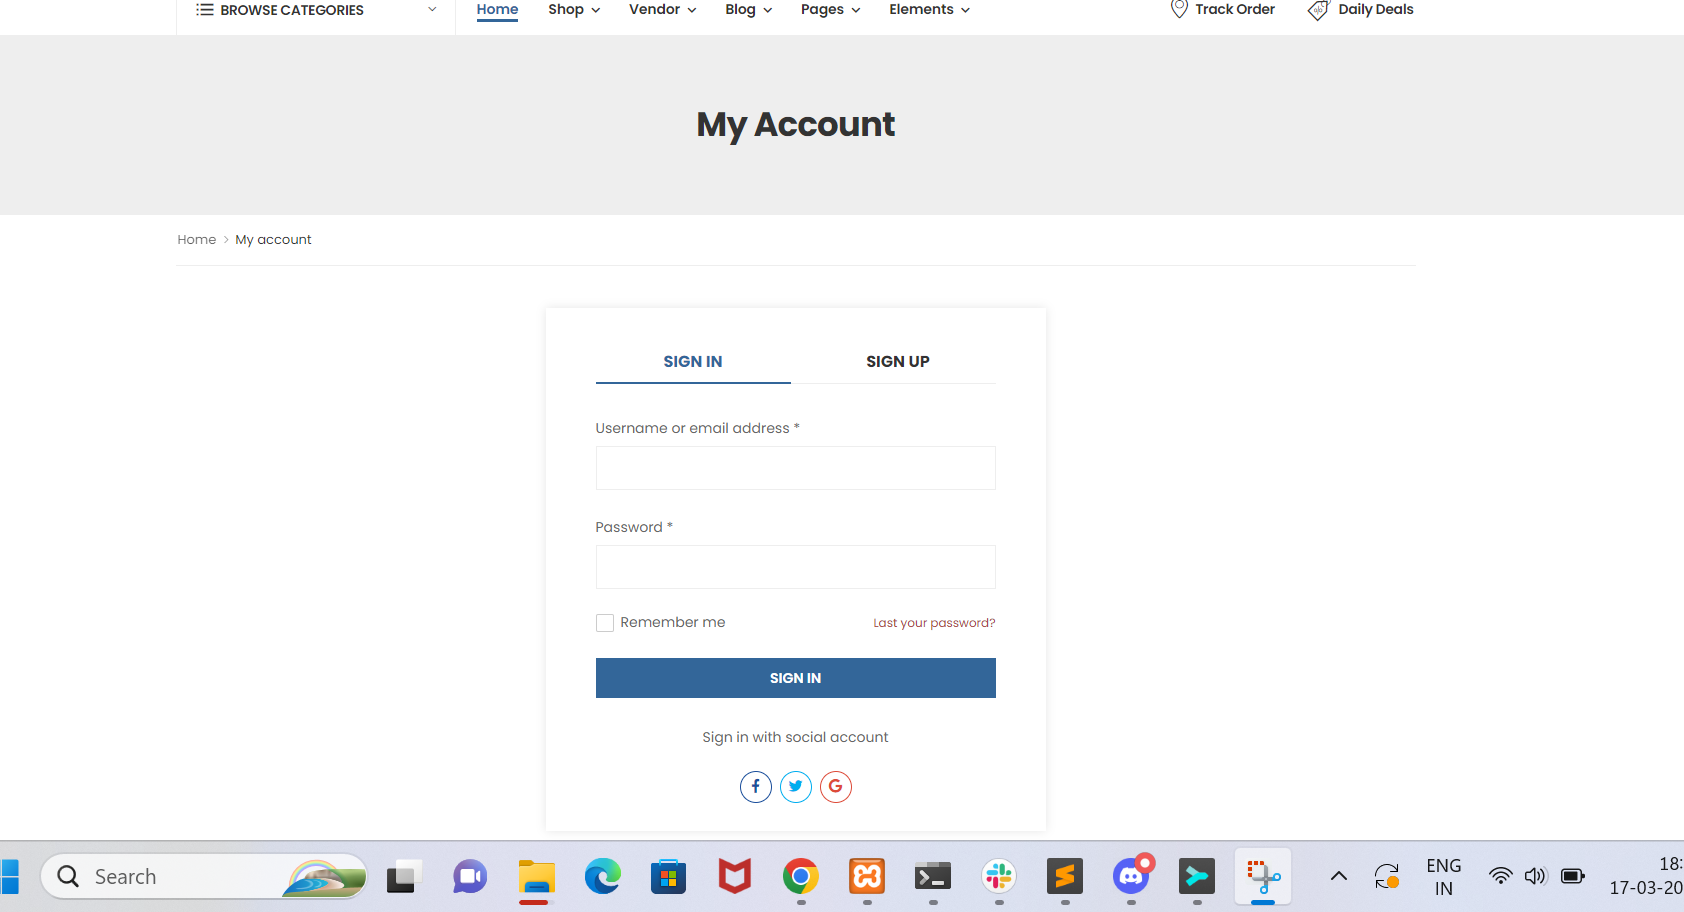 BROWSE CATEGORIES Home Shop Vendor Blog Pages Elements Track Order Daily Deals
My Account
Home > My account
SIGN IN SIGN UP
Username or email address *
Password *
Remember me Last your password?
SIGN IN
Sign in with social account
Search ENG 18:
IN 17-03-20